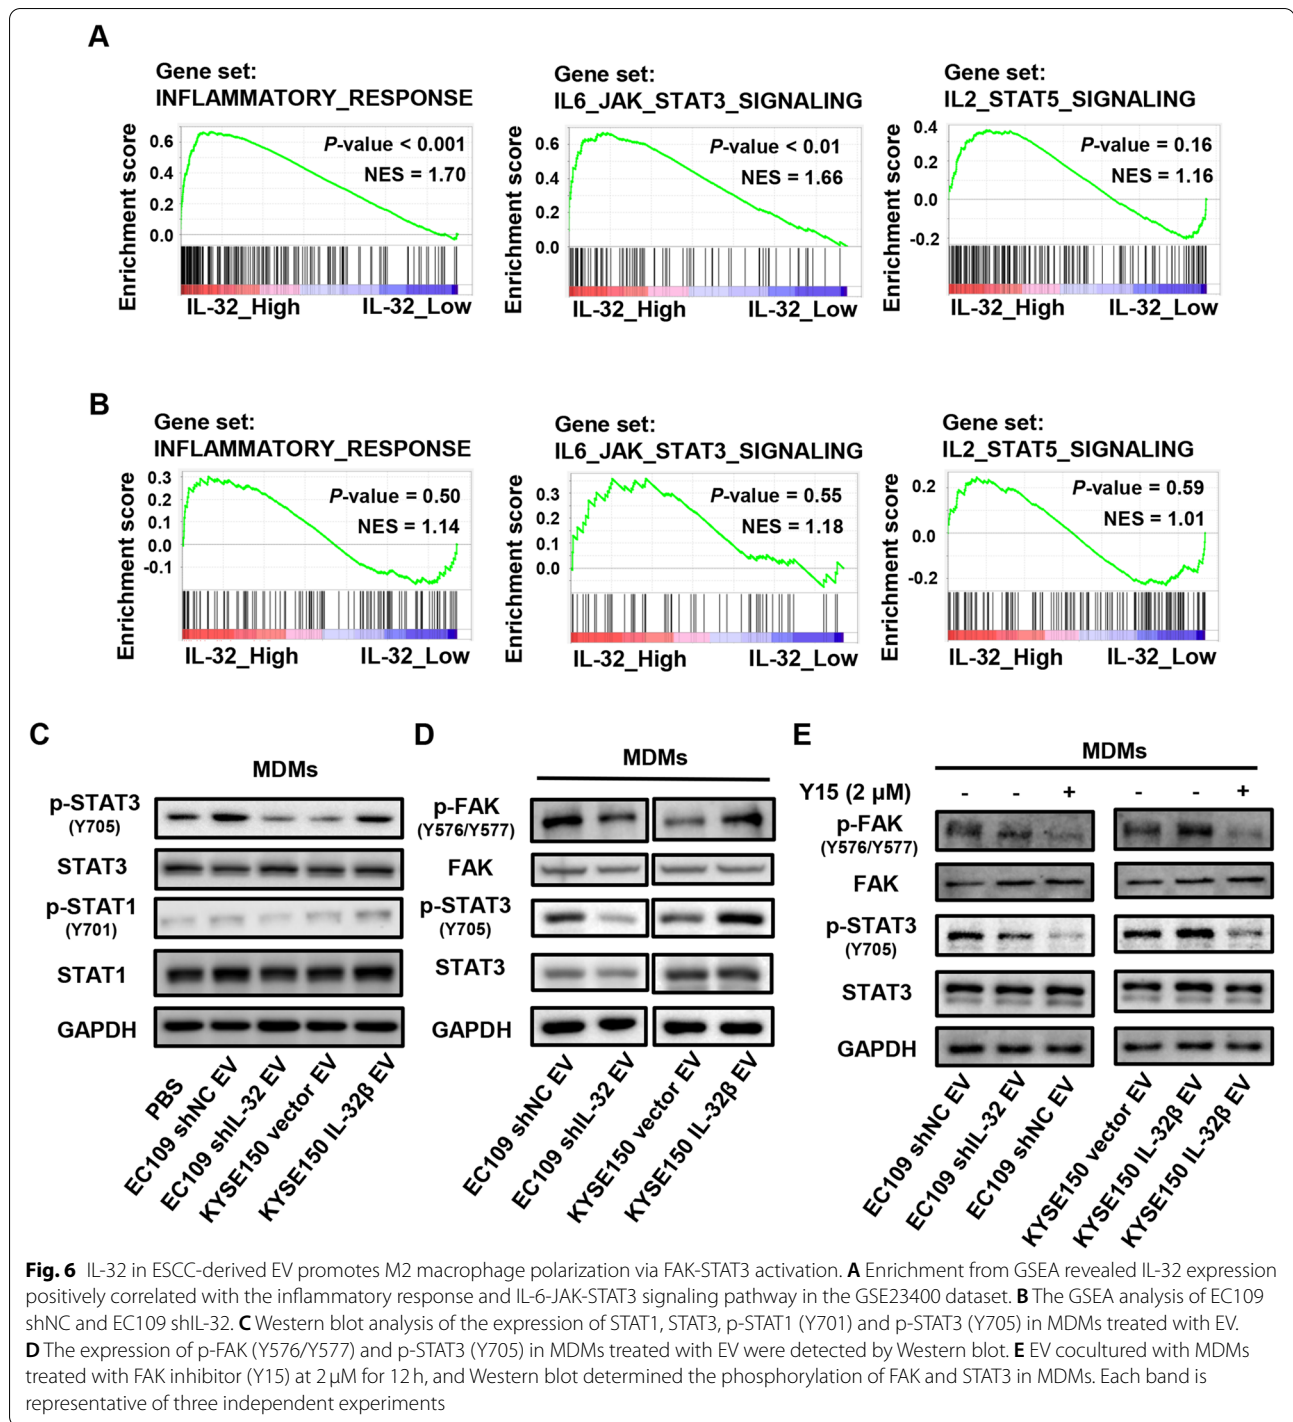 A
Gene set:
INFLAMMATORY_RESPONSE
Enrichment score
0.6
0.4
0.2
0.0
P-value < 0.001
NES = 1.70
IL-32_High IL-32_Low
Gene set:
IL6_JAK_STAT3_SIGNALING
Enrichment score
0.6
0.4
0.2
0.0
P-value < 0.01
NES = 1.66
IL-32_High IL-32_Low
Gene set:
IL2_STAT5_SIGNALING
Enrichment score
0.4
0.2
0.0
-0.2
P-value = 0.16
NES = 1.16
IL-32_High IL-32_Low
B
Gene set:
INFLAMMATORY_RESPONSE
Enrichment score
0.3
0.2
0.1
0.0
-0.1
P-value = 0.50
NES = 1.14
IL-32_High IL-32_Low
Gene set:
IL6_JAK_STAT3_SIGNALING
Enrichment score
0.3
0.2
0.1
0.0
P-value = 0.55
NES = 1.18
IL-32_High IL-32_Low
Gene set:
IL2_STAT5_SIGNALING
Enrichment score
0.2
0.0
-0.2
P-value = 0.59
NES = 1.01
IL-32_High IL-32_Low
C
MDMs
p-STAT3
(Y705)
STAT3
p-STAT1
(Y701)
STAT1
GAPDH
PBS
EC109 shNC EV
EC109 shIL-32 EV
KYSE150 vector EV
KYSE150 IL-32β EV
D
MDMs
p-FAK
(Y576/Y577)
FAK
p-STAT3
(Y705)
STAT3
GAPDH
EC109 shNC EV
EC109 shIL-32 EV
KYSE150 vector EV
KYSE150 IL-32β EV
E
MDMs
Y15 (2 μM) - - + - - +
p-FAK
(Y576/Y577)
FAK
p-STAT3
(Y705)
STAT3
GAPDH
EC109 shNC EV
EC109 shIL-32 EV
EC109 shNC EV
KYSE150 vector EV
KYSE150 IL-32β EV
KYSE150 IL-32β EV
Fig. 6 IL-32 in ESCC-derived EV promotes M2 macrophage polarization via FAK-STAT3 activation. A Enrichment from GSEA revealed IL-32 expression
positively correlated with the inflammatory response and IL-6-JAK-STAT3 signaling pathway in the GSE23400 dataset. B The GSEA analysis of EC109
shNC and EC109 shIL-32. C Western blot analysis of the expression of STAT1, STAT3, p-STAT1 (Y701) and p-STAT3 (Y705) in MDMs treated with EV.
D The expression of p-FAK (Y576/Y577) and p-STAT3 (Y705) in MDMs treated with EV were detected by Western blot. E EV cocultured with MDMs
treated with FAK inhibitor (Y15) at 2 μM for 12 h, and Western blot determined the phosphorylation of FAK and STAT3 in MDMs. Each band is
representative of three independent experiments